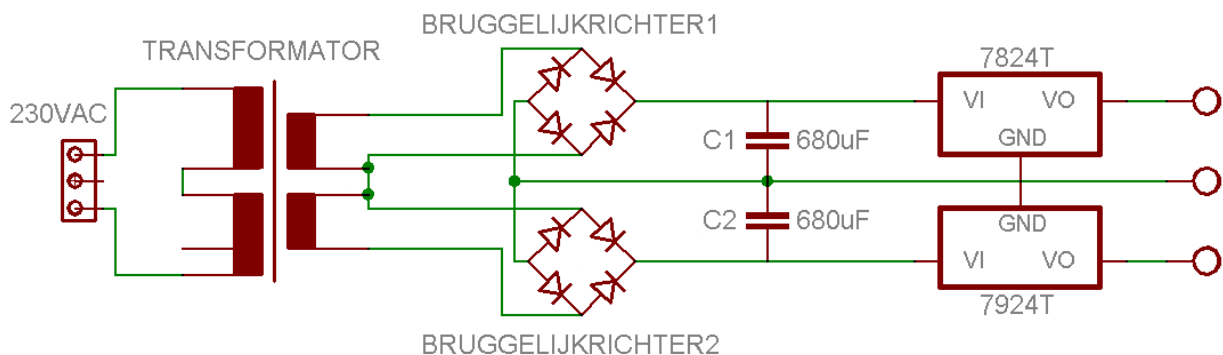 BRUGGELIJKRICHTER1
TRANSFORMATOR
7824T
230VAC
VI VO
C1 680uF
GND
C2 680uF
GND
VI VO
7924T
BRUGGELIJKRICHTER2